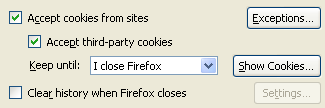 Accept cookies from sites Exceptions...
Accept third-party cookies
Keep until: I close Firefox Show Cookies...
Clear history when Firefox closes Settings...